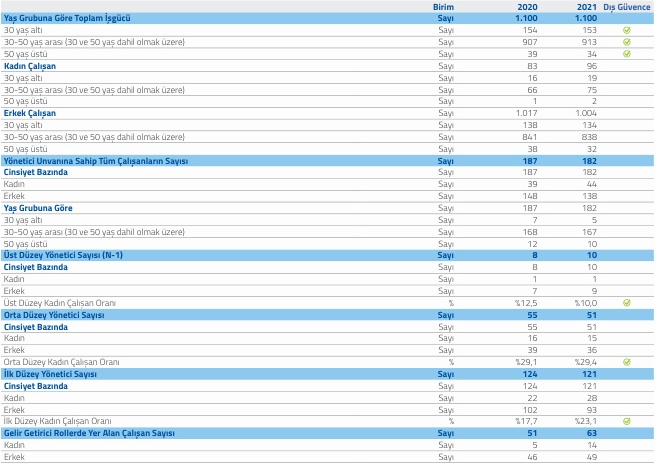 Birim 2020 2021 Dış Güvence
Yaş Grubuna Göre Toplam İşgücü Sayı 1.100 1.100
30 yaş altı Sayı 154 153
30-50 yaş arası (30 ve 50 yaş dahil olmak üzere) Sayı 907 913
50 yaş üstü Sayı 39 34
Kadın Çalışan Sayı 83 96
30 yaş altı Sayı 16 19
30-50 yaş arası (30 ve 50 yaş dahil olmak üzere) Sayı 66 75
50 yaş üstü Sayı 1 2
Erkek Çalışan Sayı 1.017 1.004
30 yaş altı Sayı 138 134
30-50 yaş arası (30 ve 50 yaş dahil olmak üzere) Sayı 841 838
50 yaş üstü Sayı 38 32
Yönetici Unvanına Sahip Tüm Çalışanların Sayısı Sayı 187 182
Cinsiyet Bazında Sayı 187 182
Kadın Sayı 39 44
Erkek Sayı 148 138
Yaş Grubuna Göre Sayı 187 182
30 yaş altı Sayı 7 5
30-50 yaş arası (30 ve 50 yaş dahil olmak üzere) Sayı 168 167
50 yaş üstü Sayı 12 10
Üst Düzey Yönetici Sayısı (N-1) Sayı 8 10
Cinsiyet Bazında Sayı 8 10
Kadın Sayı 1 1
Erkek Sayı 7 9
Üst Düzey Kadın Çalışan Oranı % %12,5 %10,0
Orta Düzey Yönetici Sayısı Sayı 55 51
Cinsiyet Bazında Sayı 55 51
Kadın Sayı 16 15
Erkek Sayı 39 36
Orta Düzey Kadın Çalışan Oranı % %29,1 %29,4
İlk Düzey Yönetici Sayısı Sayı 124 121
Cinsiyet Bazında Sayı 124 121
Kadın Sayı 22 28
Erkek Sayı 102 93
İlk Düzey Kadın Çalışan Oranı % %17,7 %23,1
Gelir Getirici Rollerde Yer Alan Çalışan Sayısı Sayı 51 63
Kadın Sayı 5 14
Erkek Sayı 46 49